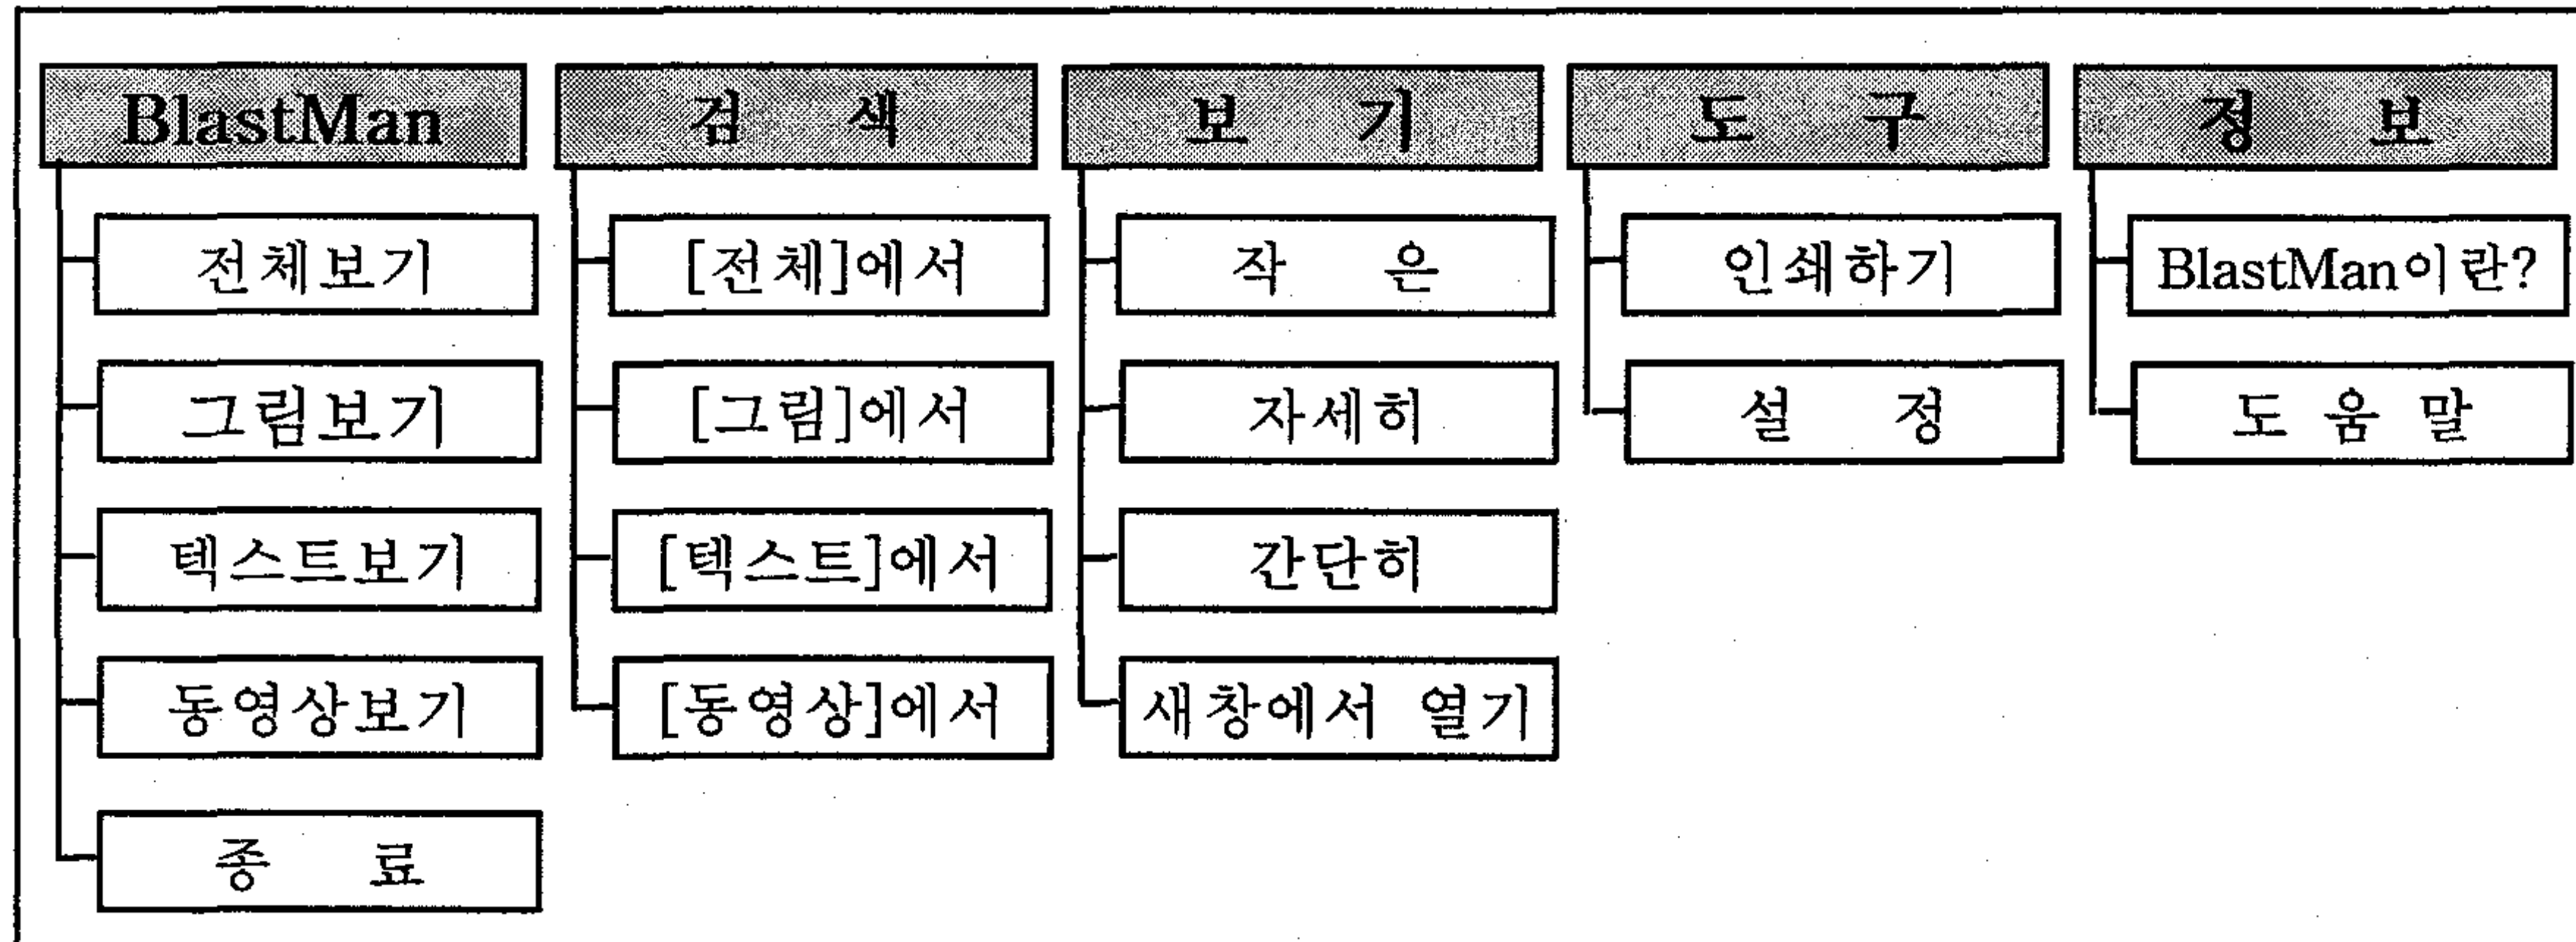 BlastMan 검 색 보 기 도 구 정 보
전체보기 [전체]에서 작 은 인쇄하기 BlastMan이란?
그림보기 [그림]에서 자세히 설 정 도 움 말
텍스트보기 [텍스트]에서 간단히
동영상보기 [동영상]에서 새창에서 열기
종 료